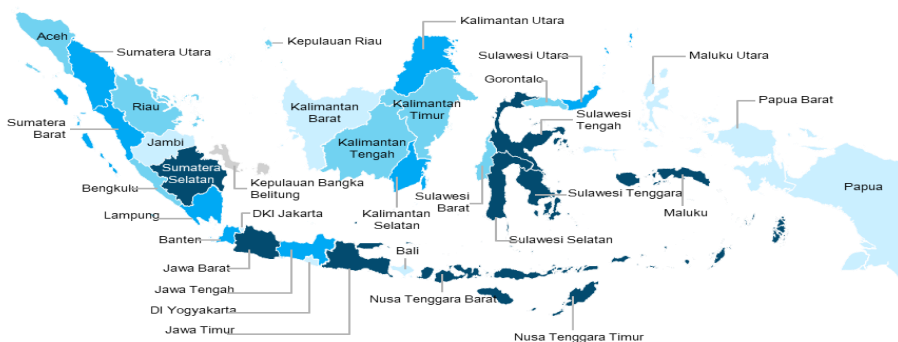 Aceh
Sumatera Utara
Kepulauan Riau
Kalimantan Utara
Sulawesi Utara
Maluku Utara
Gorontalo
Riau
Kalimantan
Barat
Kalimantan
Timur
Papua Barat
Sumatera
Barat
Sulawesi
Tengah
Jambi
Kalimantan
Tengah
Sumatera
Selatan
Papua
Bengkulu
Kepulauan Bangka
Belitung
Sulawesi
Barat
Sulawesi Tenggara
Lampung
DKI Jakarta
Kalimantan
Selatan
Maluku
Banten
Bali
Sulawesi Selatan
Jawa Barat
Jawa Tengah
Nusa Tenggara Barat
DI Yogyakarta
Jawa Timur
Nusa Tenggara Timur